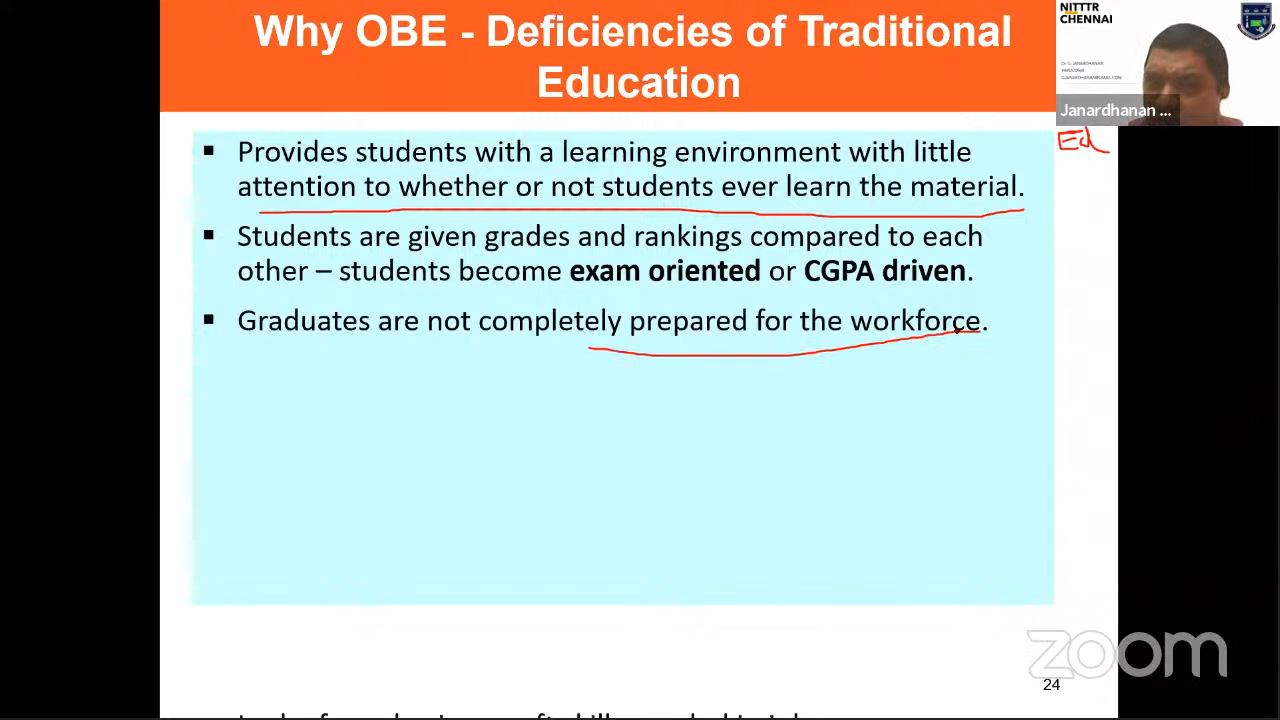 Why OBE - Deficiencies of Traditional
Education
NITTTR
CHENNAI
Dr G. JANARDHANAN
Janardhanan ...
Ed
▪ Provides students with a learning environment with little
attention to whether or not students ever learn the material.
▪ Students are given grades and rankings compared to each
other – students become exam oriented or CGPA driven.
▪ Graduates are not completely prepared for the workforce.
zoom
24